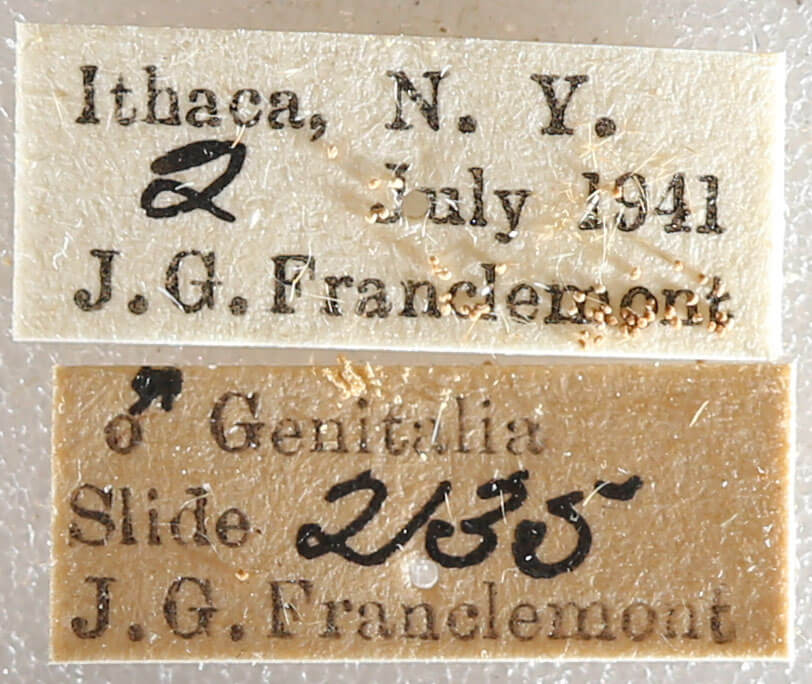 Ithaca, N. Y.
2 July 1941
J. G. Franclemont
♂ Genitalia
Slide 2135
J. G. Franclemont